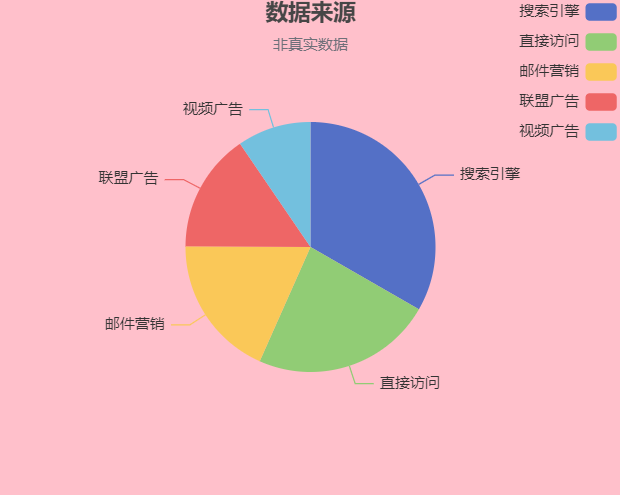 数据来源
非真实数据
搜索引擎
直接访问
邮件营销
联盟广告
视频广告
视频广告
联盟广告
搜索引擎
邮件营销
直接访问